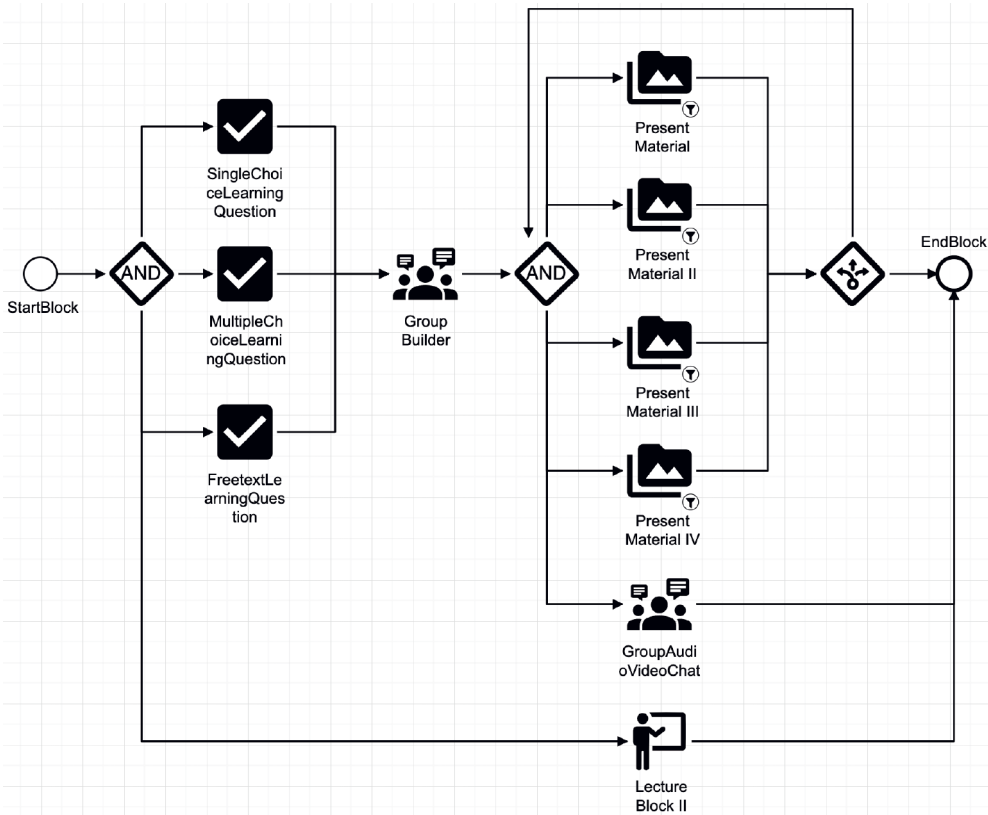 StartBlock
AND
SingleChoi
ceLearning
Question
MultipleCh
oiceLearni
ngQuestion
FreetextLe
arningQues
tion
Group
Builder
AND
Present
Material
Present
Material II
Present
Material III
Present
Material IV
GroupAudi
oVideoChat
Lecture
Block II
EndBlock